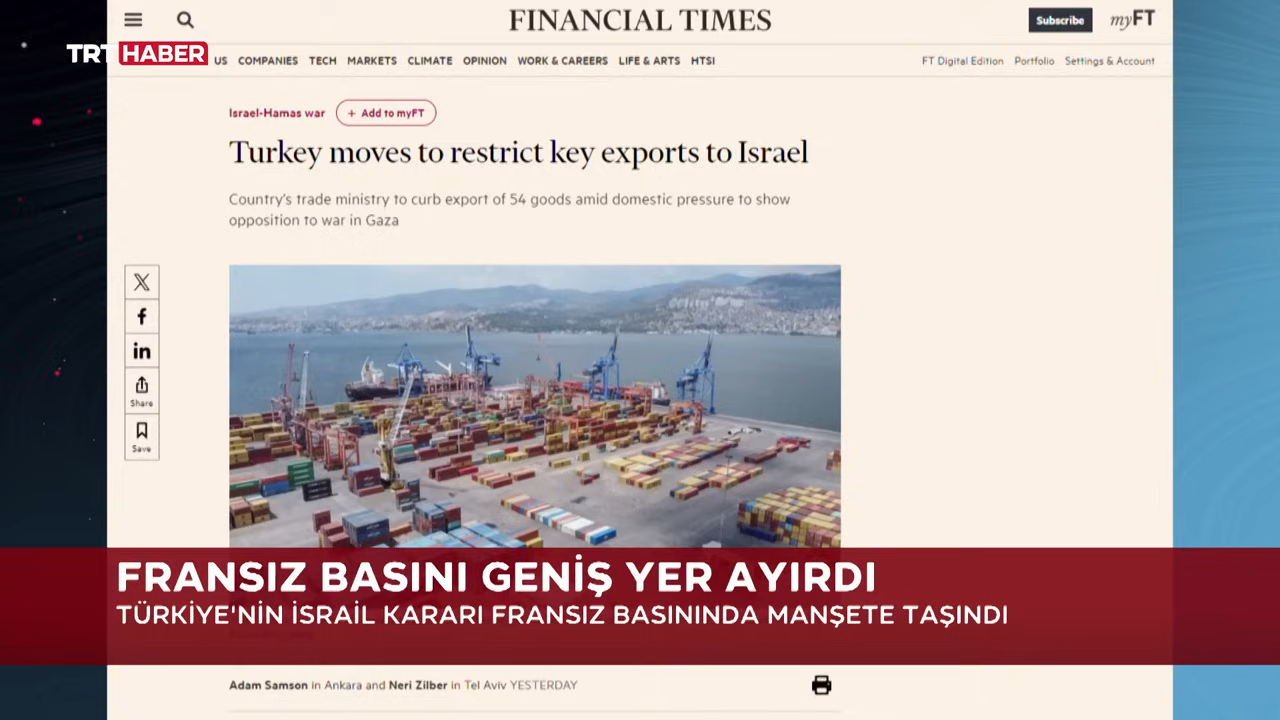 FINANCIAL TIMES
Subscribe
myFT
TRT HABER
US COMPANIES TECH MARKETS CLIMATE OPINION WORK & CAREERS LIFE & ARTS HTSI
FT Digital Edition Portfolio Settings & Account
Israel-Hamas war
+ Add to myFT
Turkey moves to restrict key exports to Israel
Country's trade ministry to curb export of 54 goods amid domestic pressure to show
opposition to war in Gaza
Share
Save
FRANSIZ BASINI GENİŞ YER AYIRDI
TÜRKİYE'NİN İSRAİL KARARI FRANSIZ BASININDA MANŞETE TAŞINDI
Adam Samson in Ankara and Neri Zilber in Tel Aviv YESTERDAY